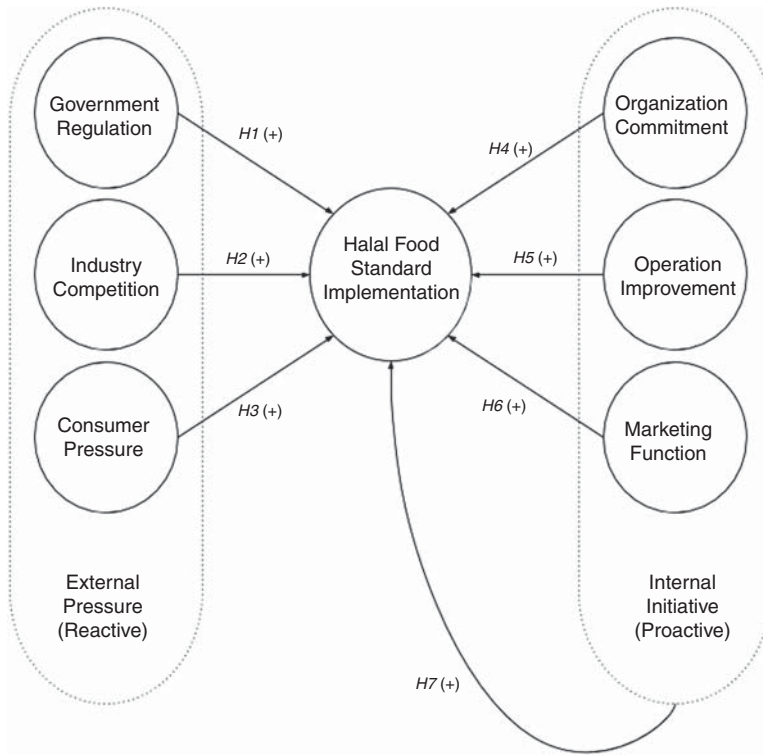 Government
Regulation
H1 (+)
Industry
Competition
H2 (+)
Consumer
Pressure
H3 (+)
External
Pressure
(Reactive)
Halal Food
Standard
Implementation
Organization
Commitment
H4 (+)
Operation
Improvement
H5 (+)
Marketing
Function
H6 (+)
Internal
Initiative
(Proactive)
H7 (+)